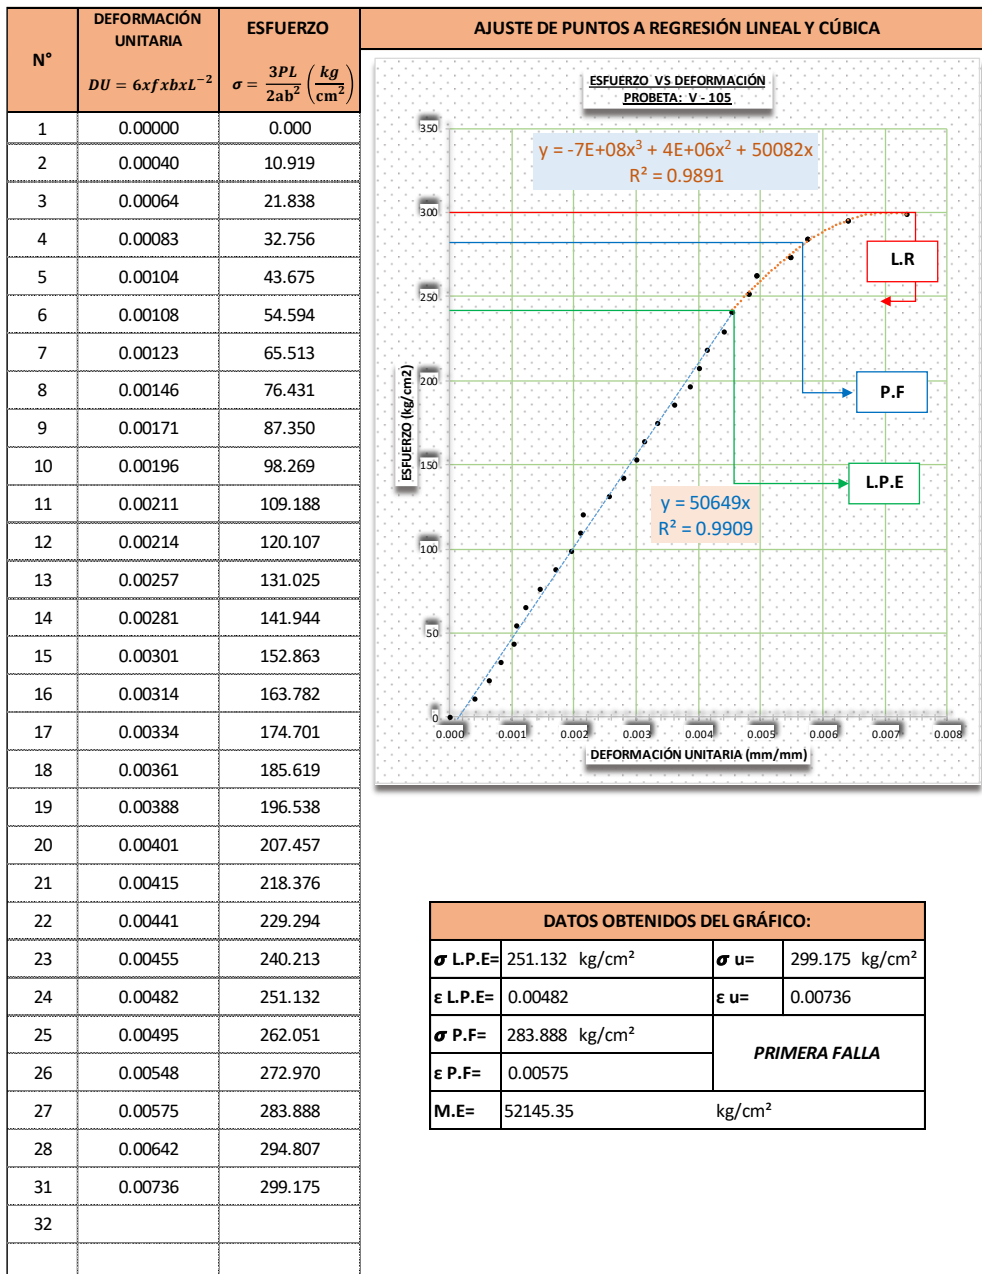 N°
DEFORMACIÓN UNITARIA
DU = 6xfxbxL⁻²
ESFUERZO
σ = 3PL / 2ab² (kg/cm²)
AJUSTE DE PUNTOS A REGRESIÓN LINEAL Y CÚBICA
1 0.00000 0.000
2 0.00040 10.919
3 0.00064 21.838
4 0.00083 32.756
5 0.00104 43.675
6 0.00108 54.594
7 0.00123 65.513
8 0.00146 76.431
9 0.00171 87.350
10 0.00196 98.269
11 0.00211 109.188
12 0.00214 120.107
13 0.00257 131.025
14 0.00281 141.944
15 0.00301 152.863
16 0.00314 163.782
17 0.00334 174.701
18 0.00361 185.619
19 0.00388 196.538
20 0.00401 207.457
21 0.00415 218.376
22 0.00441 229.294
23 0.00455 240.213
24 0.00482 251.132
25 0.00495 262.051
26 0.00548 272.970
27 0.00575 283.888
28 0.00642 294.807
31 0.00736 299.175
32
ESFUERZO VS DEFORMACIÓN
PROBETA: V - 105
y = -7E+08x³ + 4E+06x² + 50082x
R² = 0.9891
350
300
250
200
150
100
50
0
ESFUERZO (kg/cm2)
L.R
P.F
L.P.E
y = 50649x
R² = 0.9909
0.000 0.001 0.002 0.003 0.004 0.005 0.006 0.007 0.008
DEFORMACIÓN UNITARIA (mm/mm)
DATOS OBTENIDOS DEL GRÁFICO:
σ L.P.E= 251.132 kg/cm² σ u= 299.175 kg/cm²
ε L.P.E= 0.00482 ε u= 0.00736
σ P.F= 283.888 kg/cm²
PRIMERA FALLA
ε P.F= 0.00575
M.E= 52145.35 kg/cm²